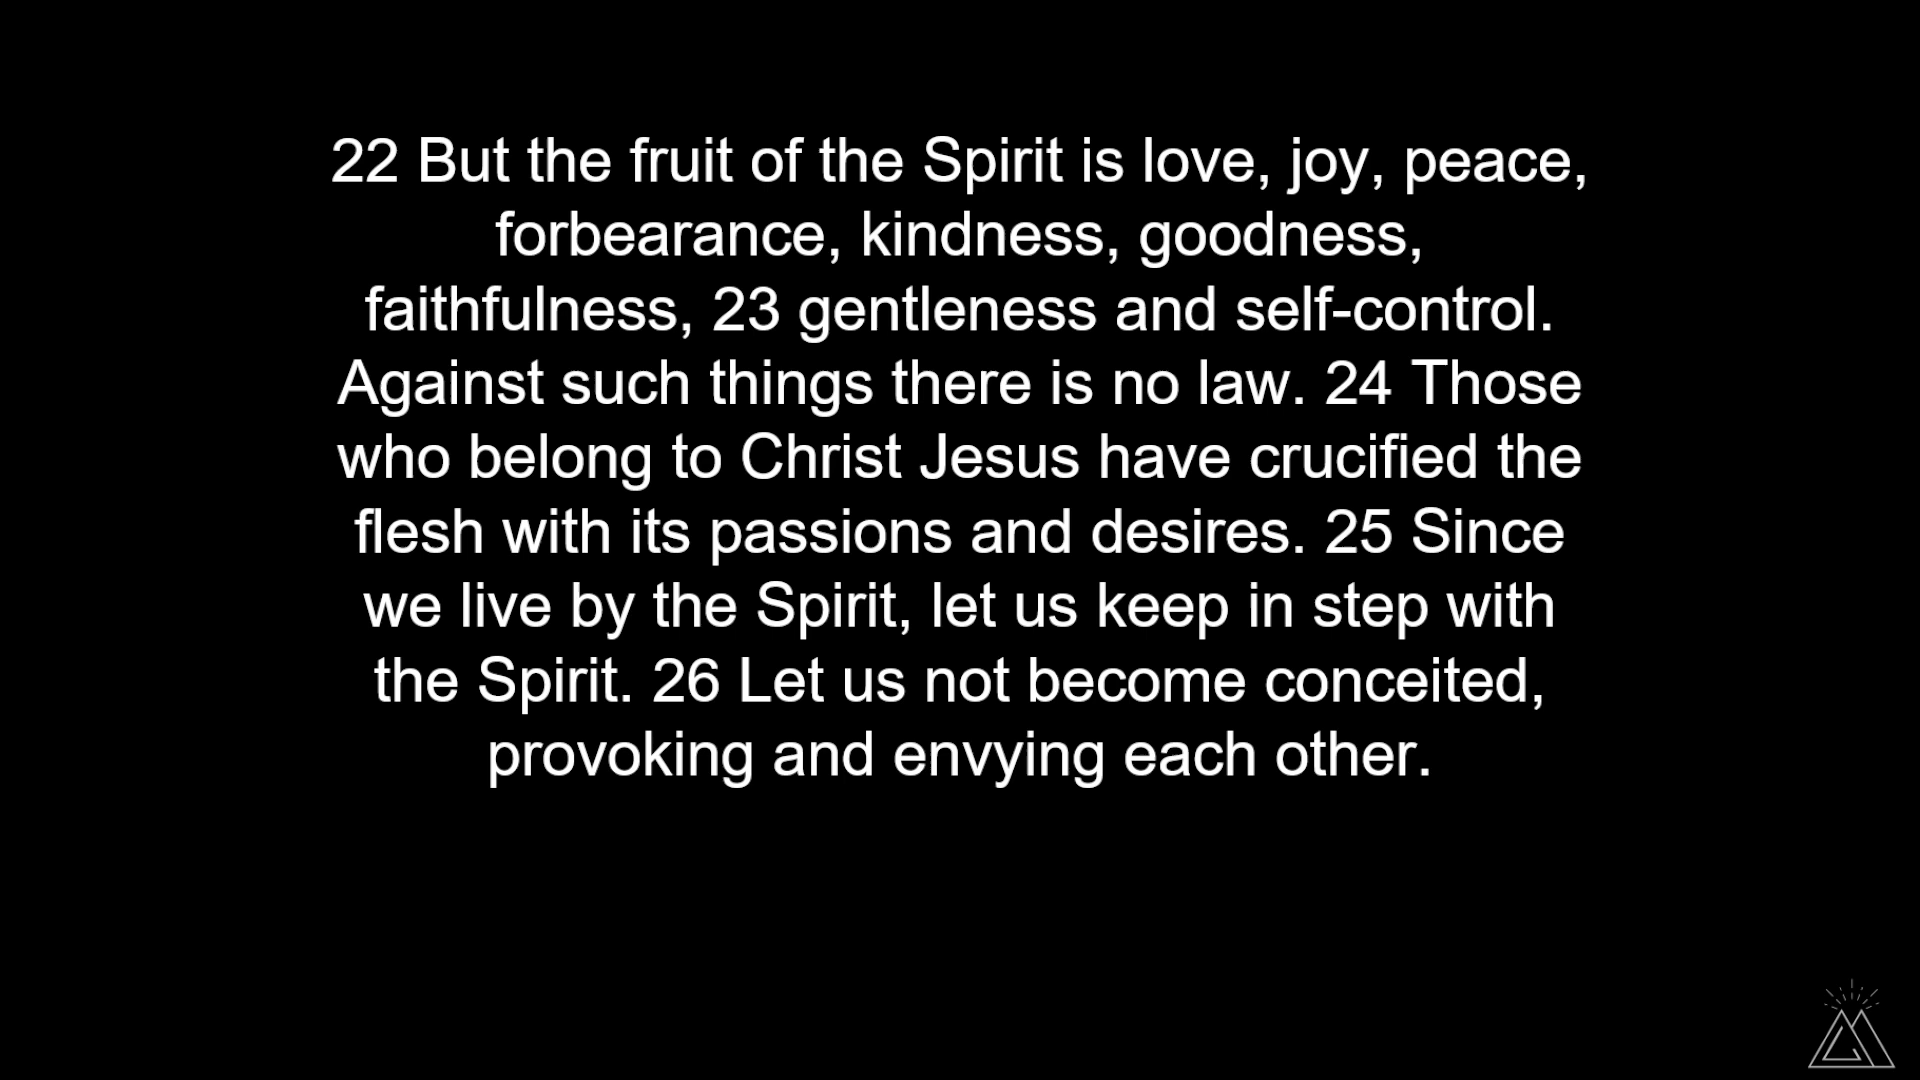 22 But the fruit of the Spirit is love, joy, peace,
forbearance, kindness, goodness,
faithfulness, 23 gentleness and self-control.
Against such things there is no law. 24 Those
who belong to Christ Jesus have crucified the
flesh with its passions and desires. 25 Since
we live by the Spirit, let us keep in step with
the Spirit. 26 Let us not become conceited,
provoking and envying each other.